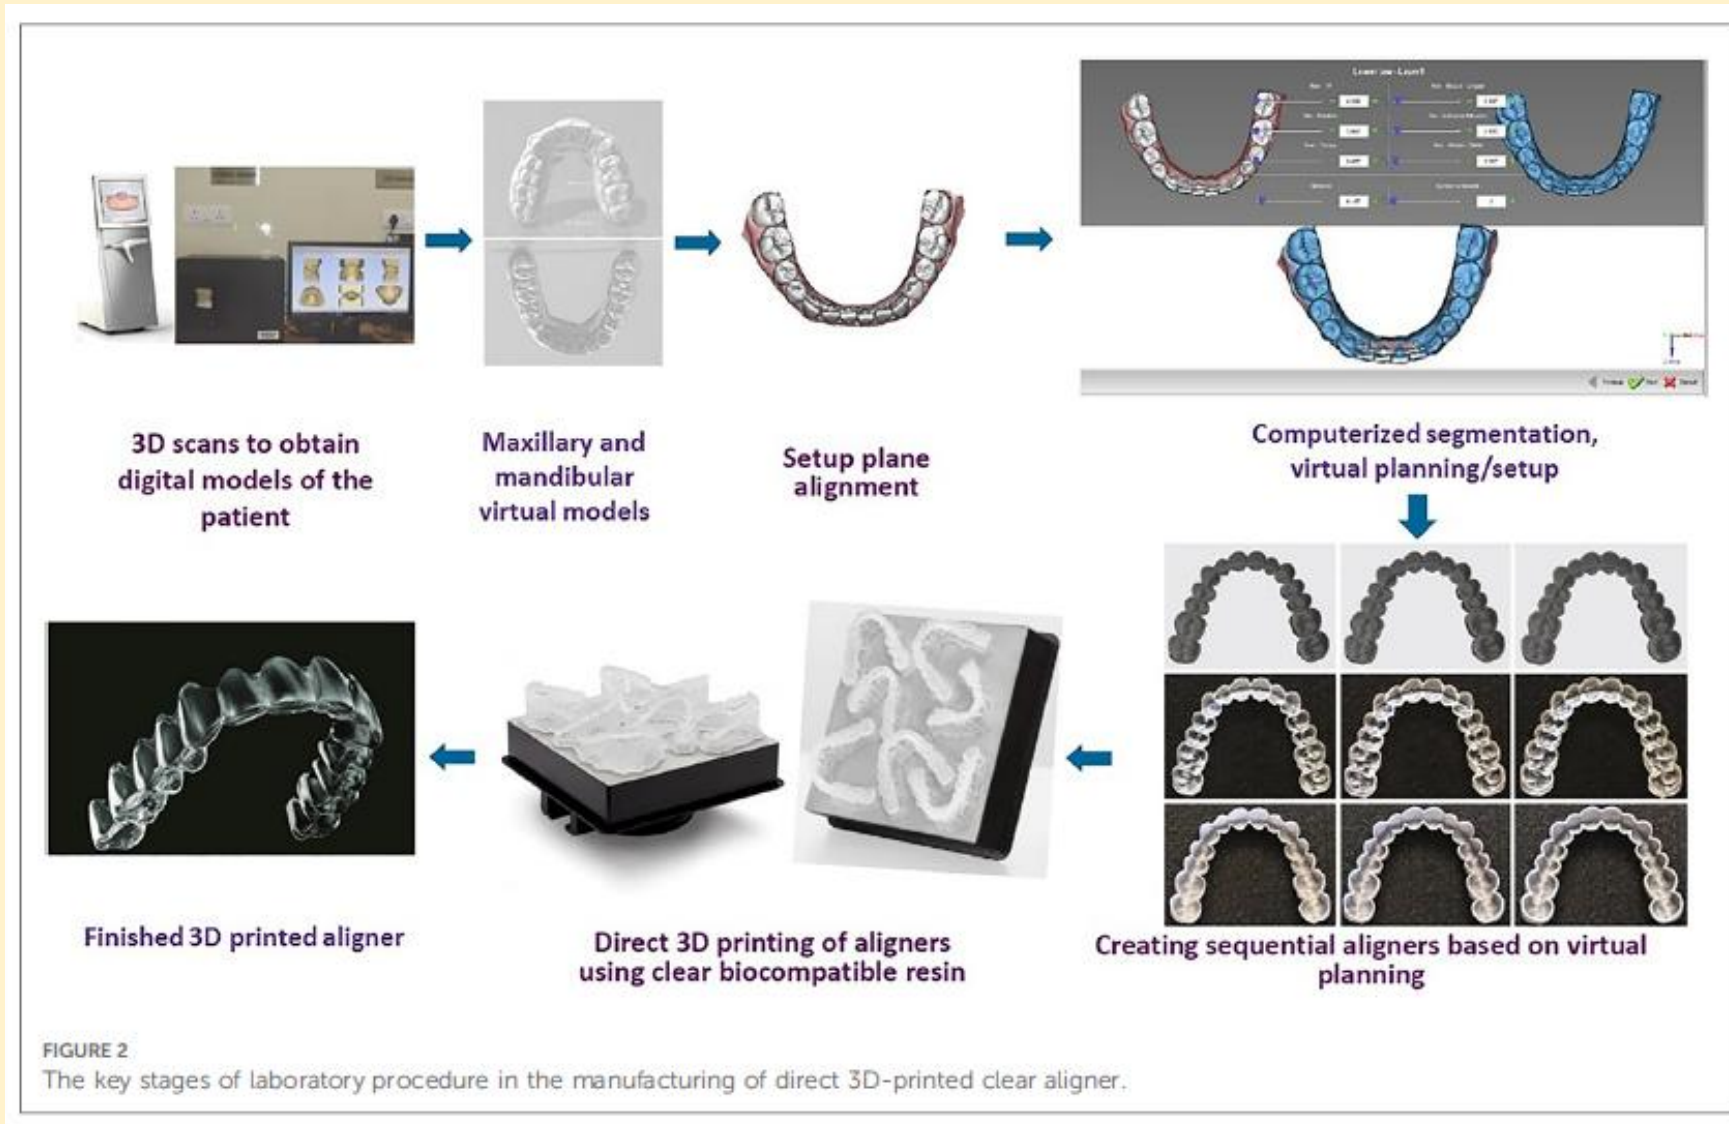 3D scans to obtain
digital models of the
patient
Maxillary and
mandibular
virtual models
Setup plane
alignment
Computerized segmentation,
virtual planning/setup
Creating sequential aligners based on virtual
planning
Direct 3D printing of aligners
using clear biocompatible resin
Finished 3D printed aligner
FIGURE 2
The key stages of laboratory procedure in the manufacturing of direct 3D-printed clear aligner.